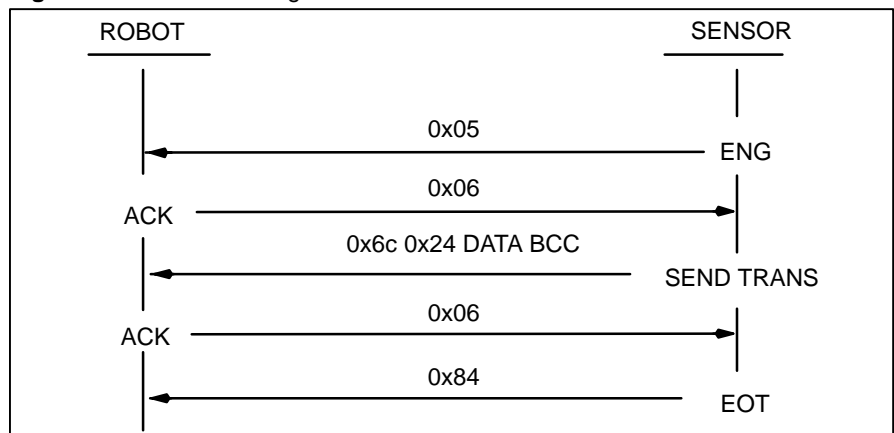 ROBOT SENSOR
0x05
ENG
0x06
ACK
0x6c 0x24 DATA BCC
SEND TRANS
0x06
ACK
0x84
EOT